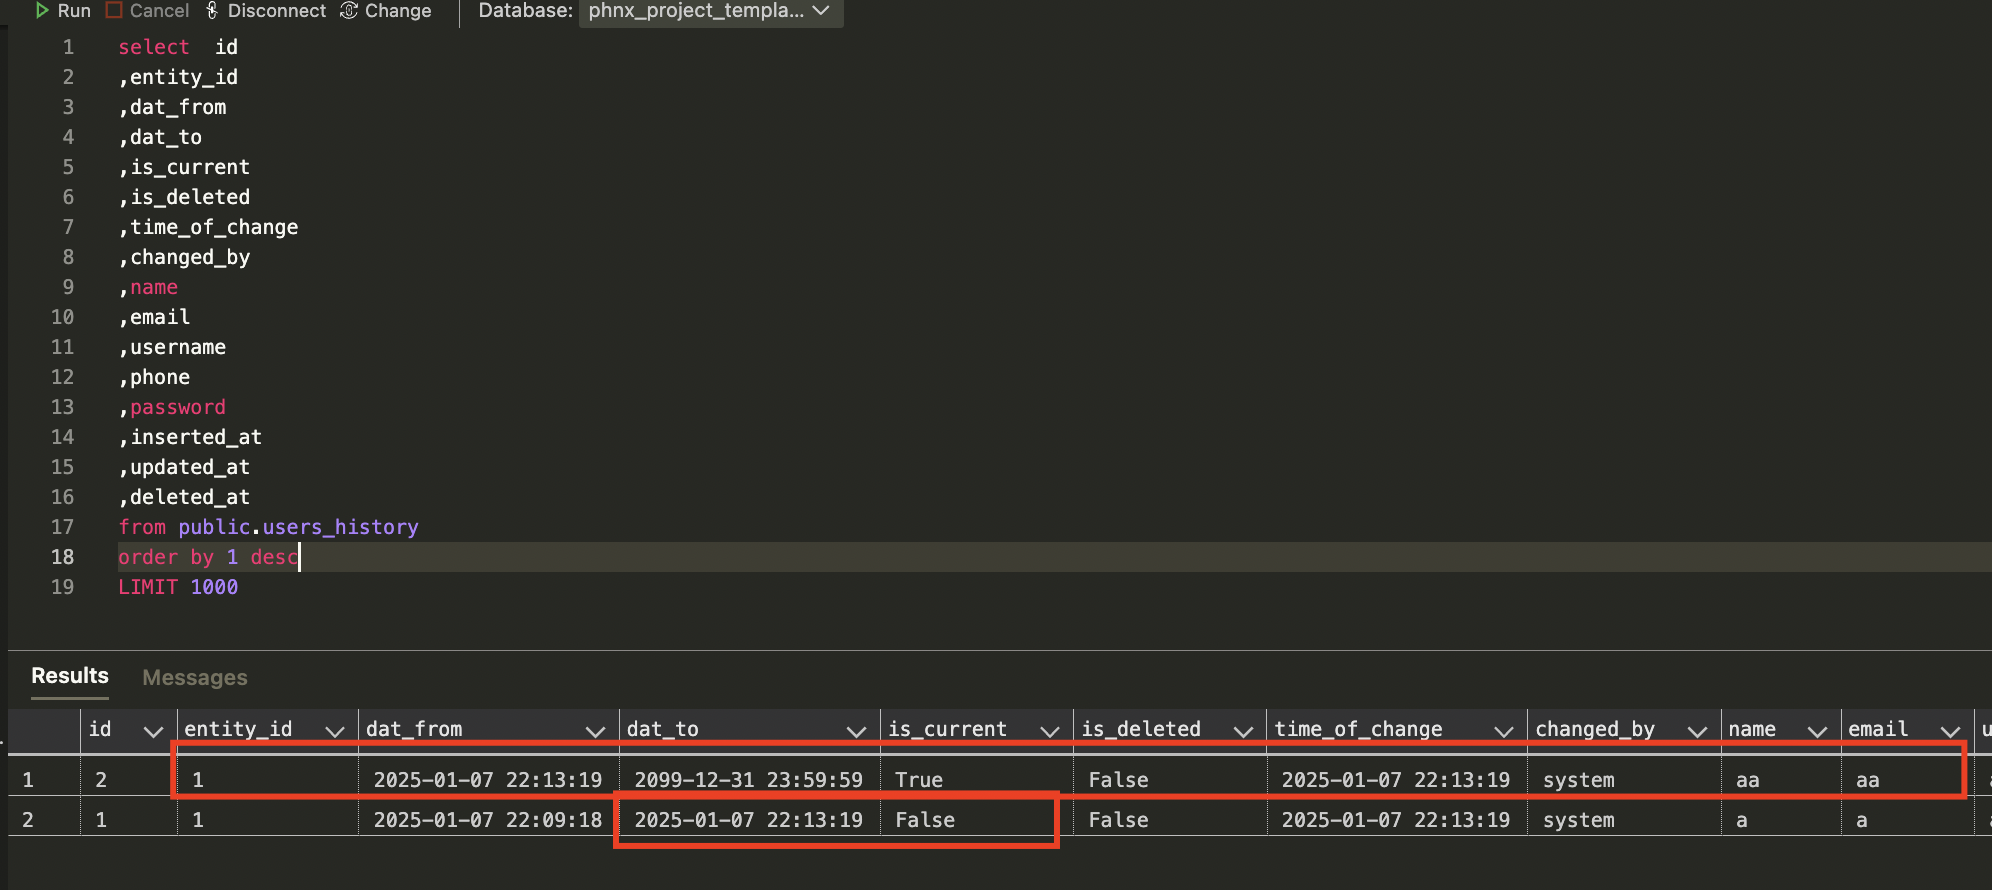 Run Cancel Disconnect Change Database: phnx_project_templa...
1 select id
2 ,entity_id
3 ,dat_from
4 ,dat_to
5 ,is_current
6 ,is_deleted
7 ,time_of_change
8 ,changed_by
9 ,name
10 ,email
11 ,username
12 ,phone
13 ,password
14 ,inserted_at
15 ,updated_at
16 ,deleted_at
17 from public.users_history
18 order by 1 desc
19 LIMIT 1000
Results Messages
id entity_id dat_from dat_to is_current is_deleted time_of_change changed_by name email
1 2 1 2025-01-07 22:13:19 2099-12-31 23:59:59 True False 2025-01-07 22:13:19 system aa aa
2 1 1 2025-01-07 22:09:18 2025-01-07 22:13:19 False False 2025-01-07 22:13:19 system a a